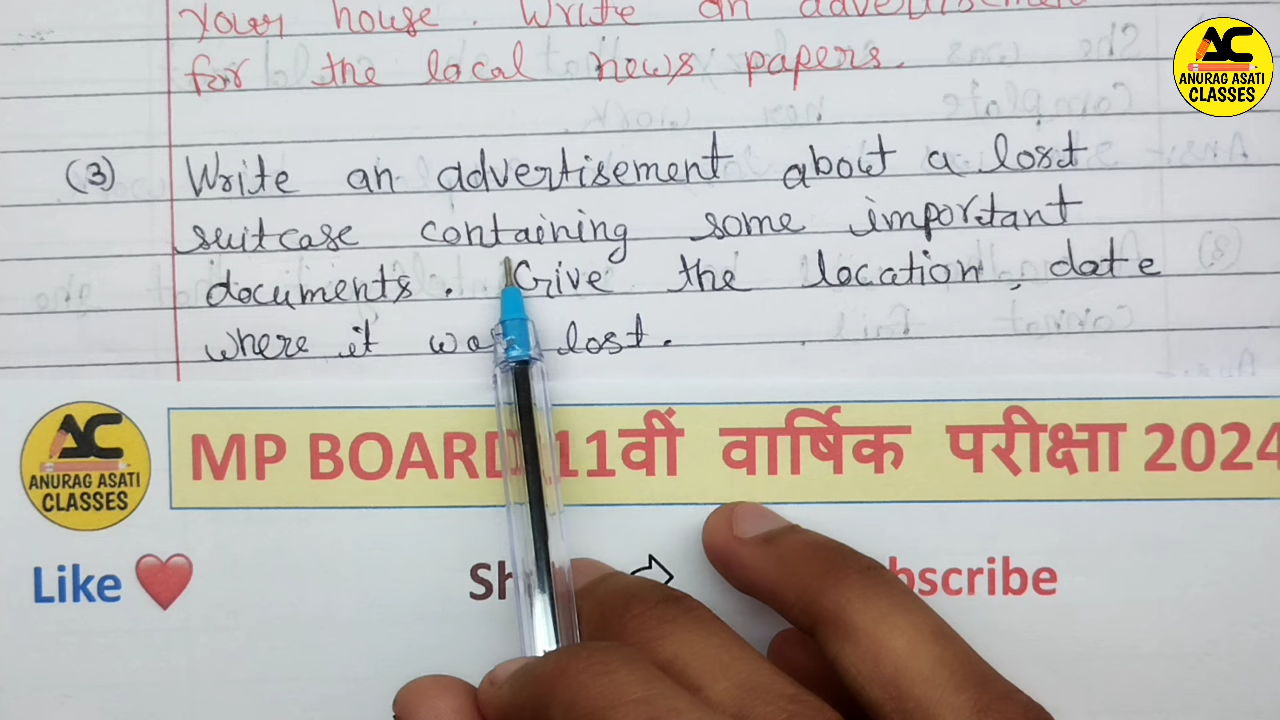 your house. Write an advertisement
for the local news papers.
AC
ANURAG ASATI
CLASSES
(3) Write an advertisement about a lost
suitcase containing some important
documents. Give the location, date
where it was lost.
AC
ANURAG ASATI
CLASSES
MP BOARD 11वीं वार्षिक परीक्षा 2024
Like